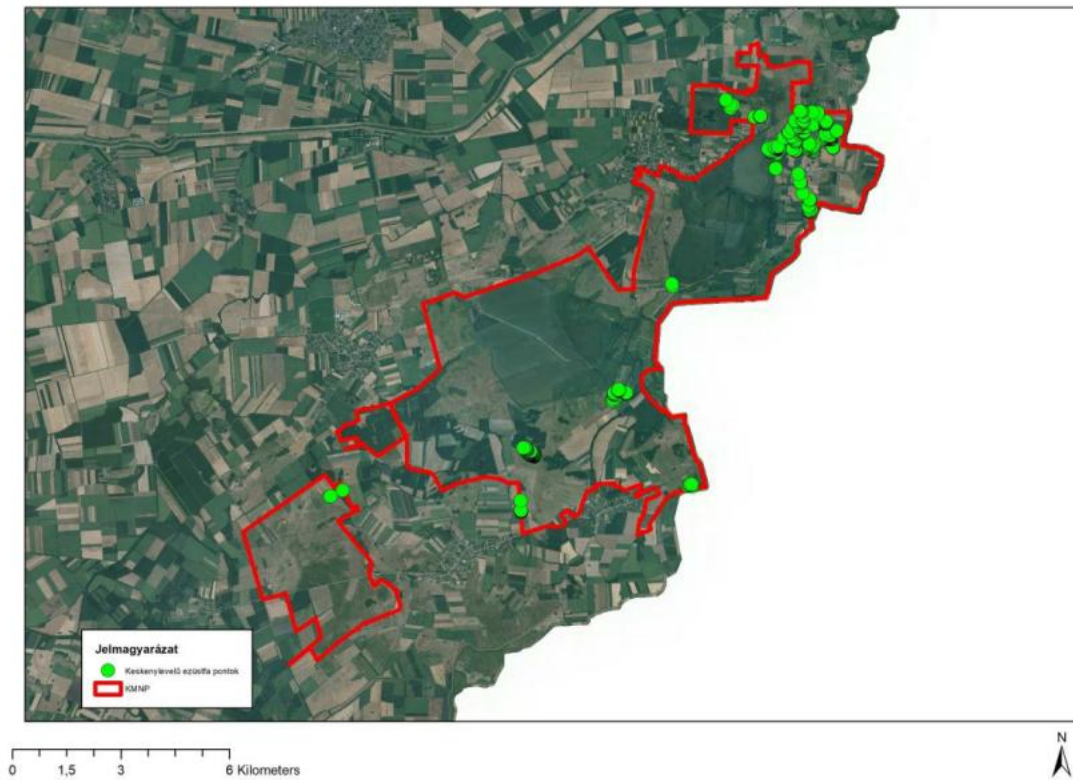 Jelmagyarázat
Keskenylevelű ezüstfa pontok
KMNP
N
0 1,5 3 6 Kilometers